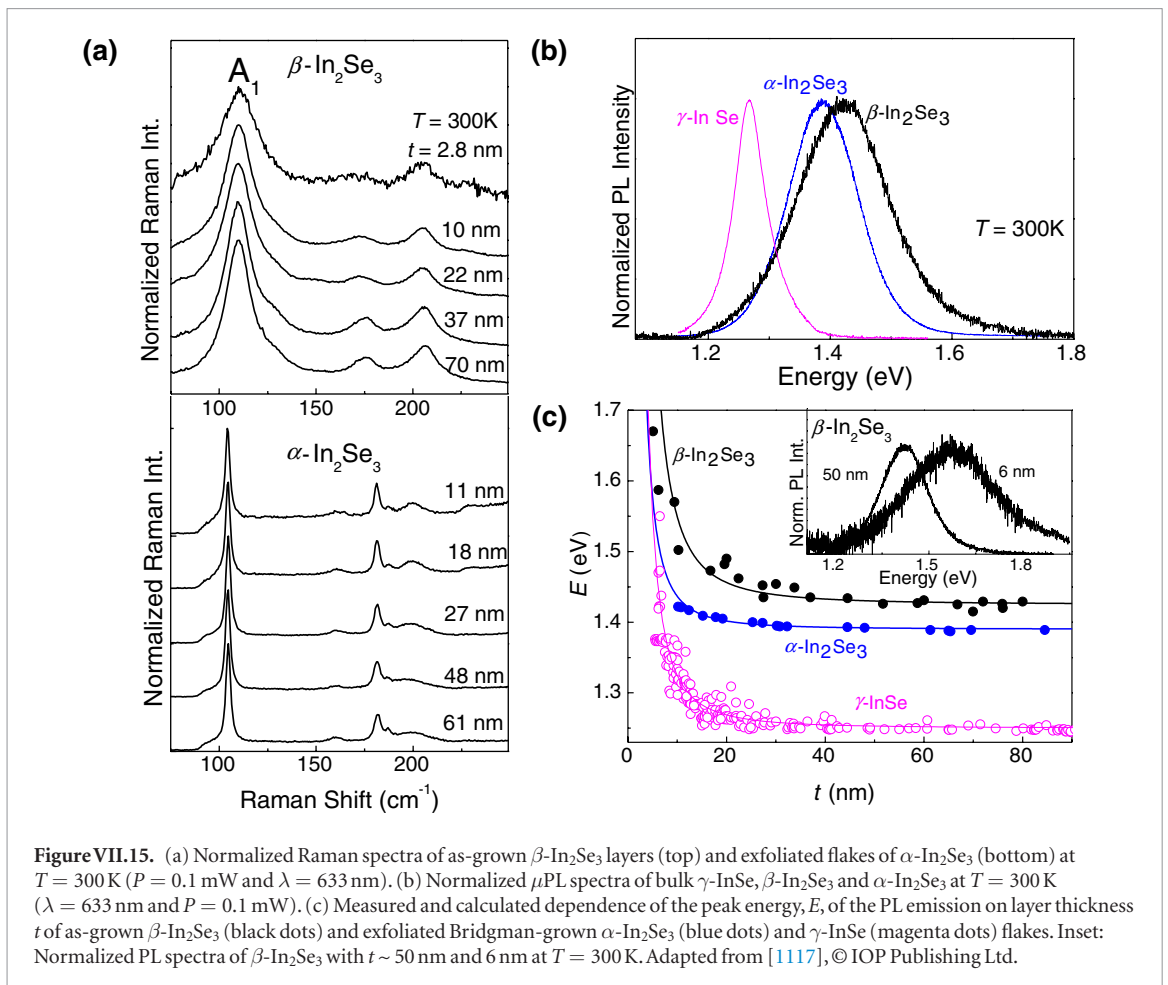 (a)
β-In₂Se₃
A₁
T = 300K
t = 2.8 nm
10 nm
22 nm
37 nm
70 nm
Normalized Raman Int.
100 150 200
α-In₂Se₃
11 nm
18 nm
27 nm
48 nm
61 nm
Normalized Raman Int.
100 150 200
Raman Shift (cm⁻¹)
(b)
α-In₂Se₃
γ-In Se
β-In₂Se₃
T = 300K
Normalized PL Intensity
1.2 1.4 1.6 1.8
Energy (eV)
(c)
1.7
1.6
1.5
1.4
1.3
E (eV)
β-In₂Se₃
α-In₂Se₃
γ-InSe
0 20 40 60 80
t (nm)
β-In₂Se₃
50 nm
6 nm
Norm. PL Int.
1.2 1.5 1.8
Energy (eV)
Figure VII.15. (a) Normalized Raman spectra of as-grown β-In₂Se₃ layers (top) and exfoliated flakes of α-In₂Se₃ (bottom) at
T = 300 K (P = 0.1 mW and λ = 633 nm). (b) Normalized μPL spectra of bulk γ-InSe, β-In₂Se₃ and α-In₂Se₃ at T = 300 K
(λ = 633 nm and P = 0.1 mW). (c) Measured and calculated dependence of the peak energy, E, of the PL emission on layer thickness
t of as-grown β-In₂Se₃ (black dots) and exfoliated Bridgman-grown α-In₂Se₃ (blue dots) and γ-InSe (magenta dots) flakes. Inset:
Normalized PL spectra of β-In₂Se₃ with t ~ 50 nm and 6 nm at T = 300 K. Adapted from [1117], © IOP Publishing Ltd.